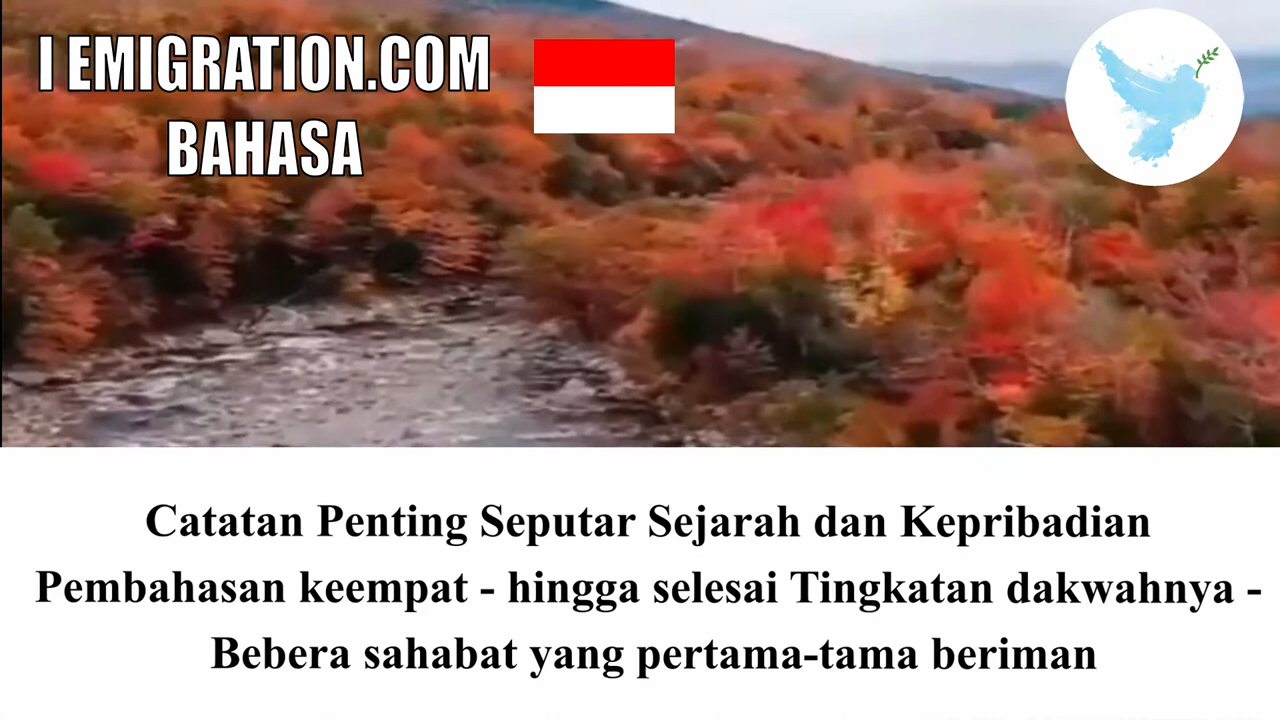 I EMIGRATION.COM
BAHASA
Catatan Penting Seputar Sejarah dan Kepribadian
Pembahasan keempat - hingga selesai Tingkatan dakwahnya -
Bebera sahabat yang pertama-tama beriman